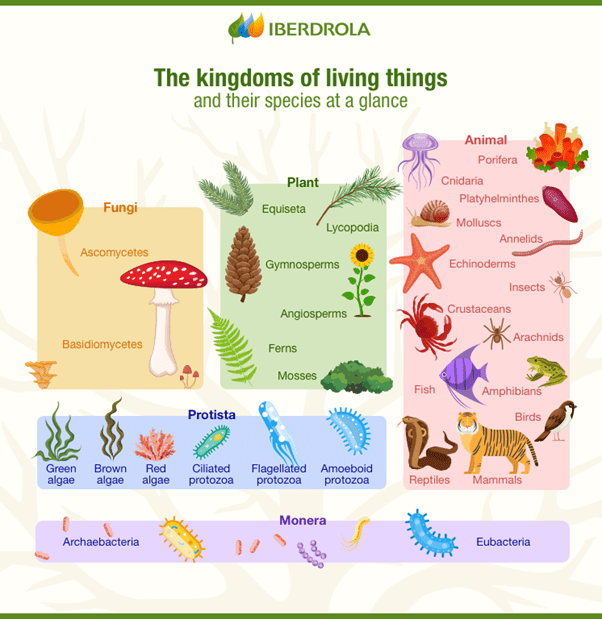 IBERDROLA
The kingdoms of living things
and their species at a glance
Fungi
Ascomycetes
Basidiomycetes
Plant
Equiseta
Lycopodia
Gymnosperms
Angiosperms
Ferns
Mosses
Animal
Porifera
Cnidaria
Platyhelminthes
Molluscs
Annelids
Echinoderms
Insects
Crustaceans
Arachnids
Fish
Amphibians
Birds
Reptiles
Mammals
Protista
Green
algae
Brown
algae
Red
algae
Ciliated
protozoa
Flagellated
protozoa
Amoeboid
protozoa
Monera
Archaebacteria
Eubacteria